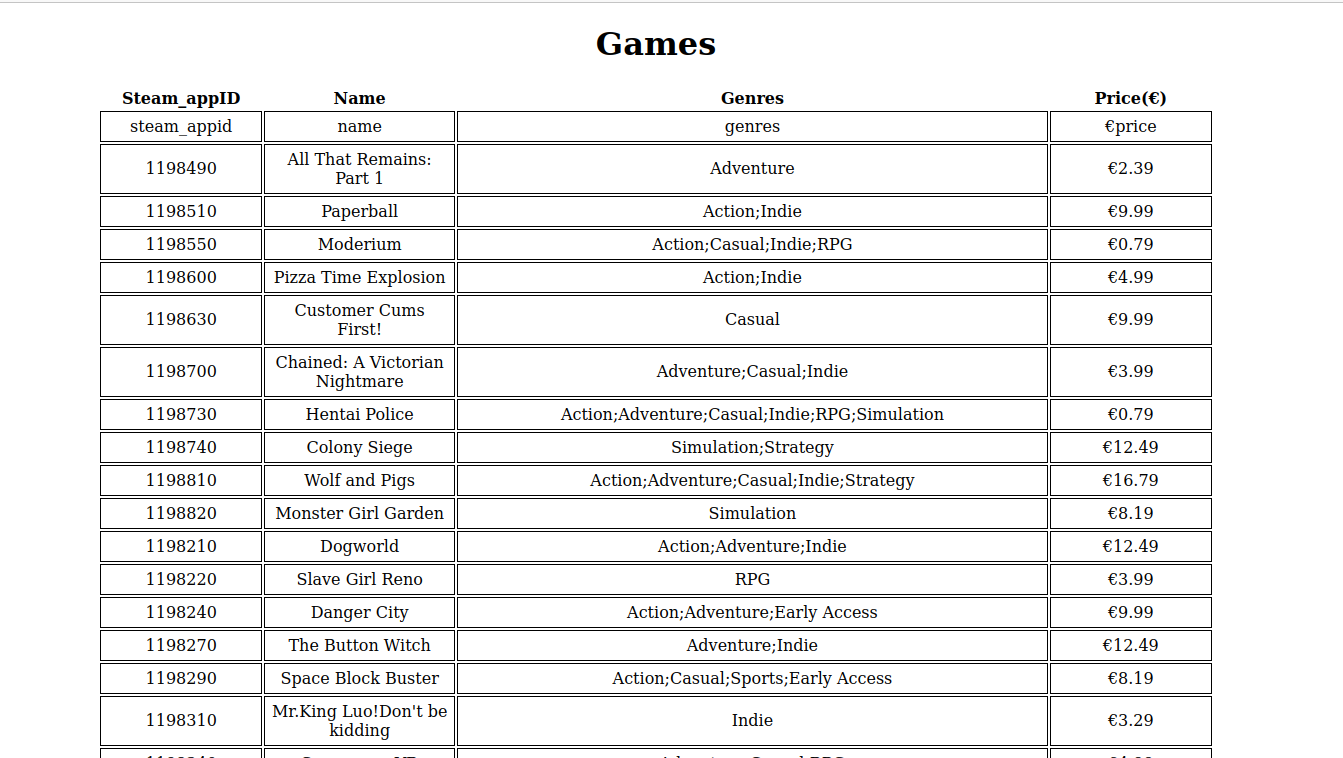 Games
Steam_appID Name Genres Price(€)
steam_appid name genres €price
1198490 All That Remains: Part 1 Adventure €2.39
1198510 Paperball Action;Indie €9.99
1198550 Moderium Action;Casual;Indie;RPG €0.79
1198600 Pizza Time Explosion Action;Indie €4.99
1198630 Customer Cums First! Casual €9.99
1198700 Chained: A Victorian Nightmare Adventure;Casual;Indie €3.99
1198730 Hentai Police Action;Adventure;Casual;Indie;RPG;Simulation €0.79
1198740 Colony Siege Simulation;Strategy €12.49
1198810 Wolf and Pigs Action;Adventure;Casual;Indie;Strategy €16.79
1198820 Monster Girl Garden Simulation €8.19
1198210 Dogworld Action;Adventure;Indie €12.49
1198220 Slave Girl Reno RPG €3.99
1198240 Danger City Action;Adventure;Early Access €9.99
1198270 The Button Witch Adventure;Indie €12.49
1198290 Space Block Buster Action;Casual;Sports;Early Access €8.19
1198310 Mr.King Luo!Don't be kidding Indie €3.29